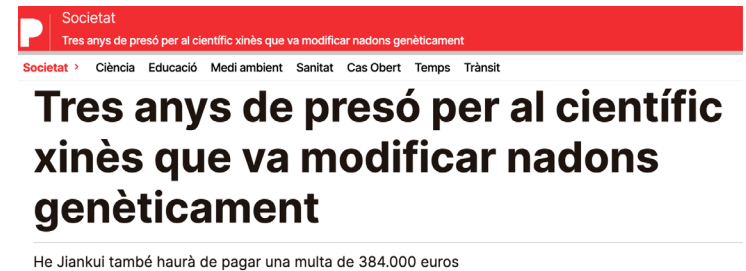 Societat
Tres anys de presó per al científic xinès que va modificar nadons genèticament
Societat > Ciència Educació Medi ambient Sanitat Cas Obert Temps Trànsit
Tres anys de presó per al científic
xinès que va modificar nadons
genèticament
He Jiankui també haurà de pagar una multa de 384.000 euros